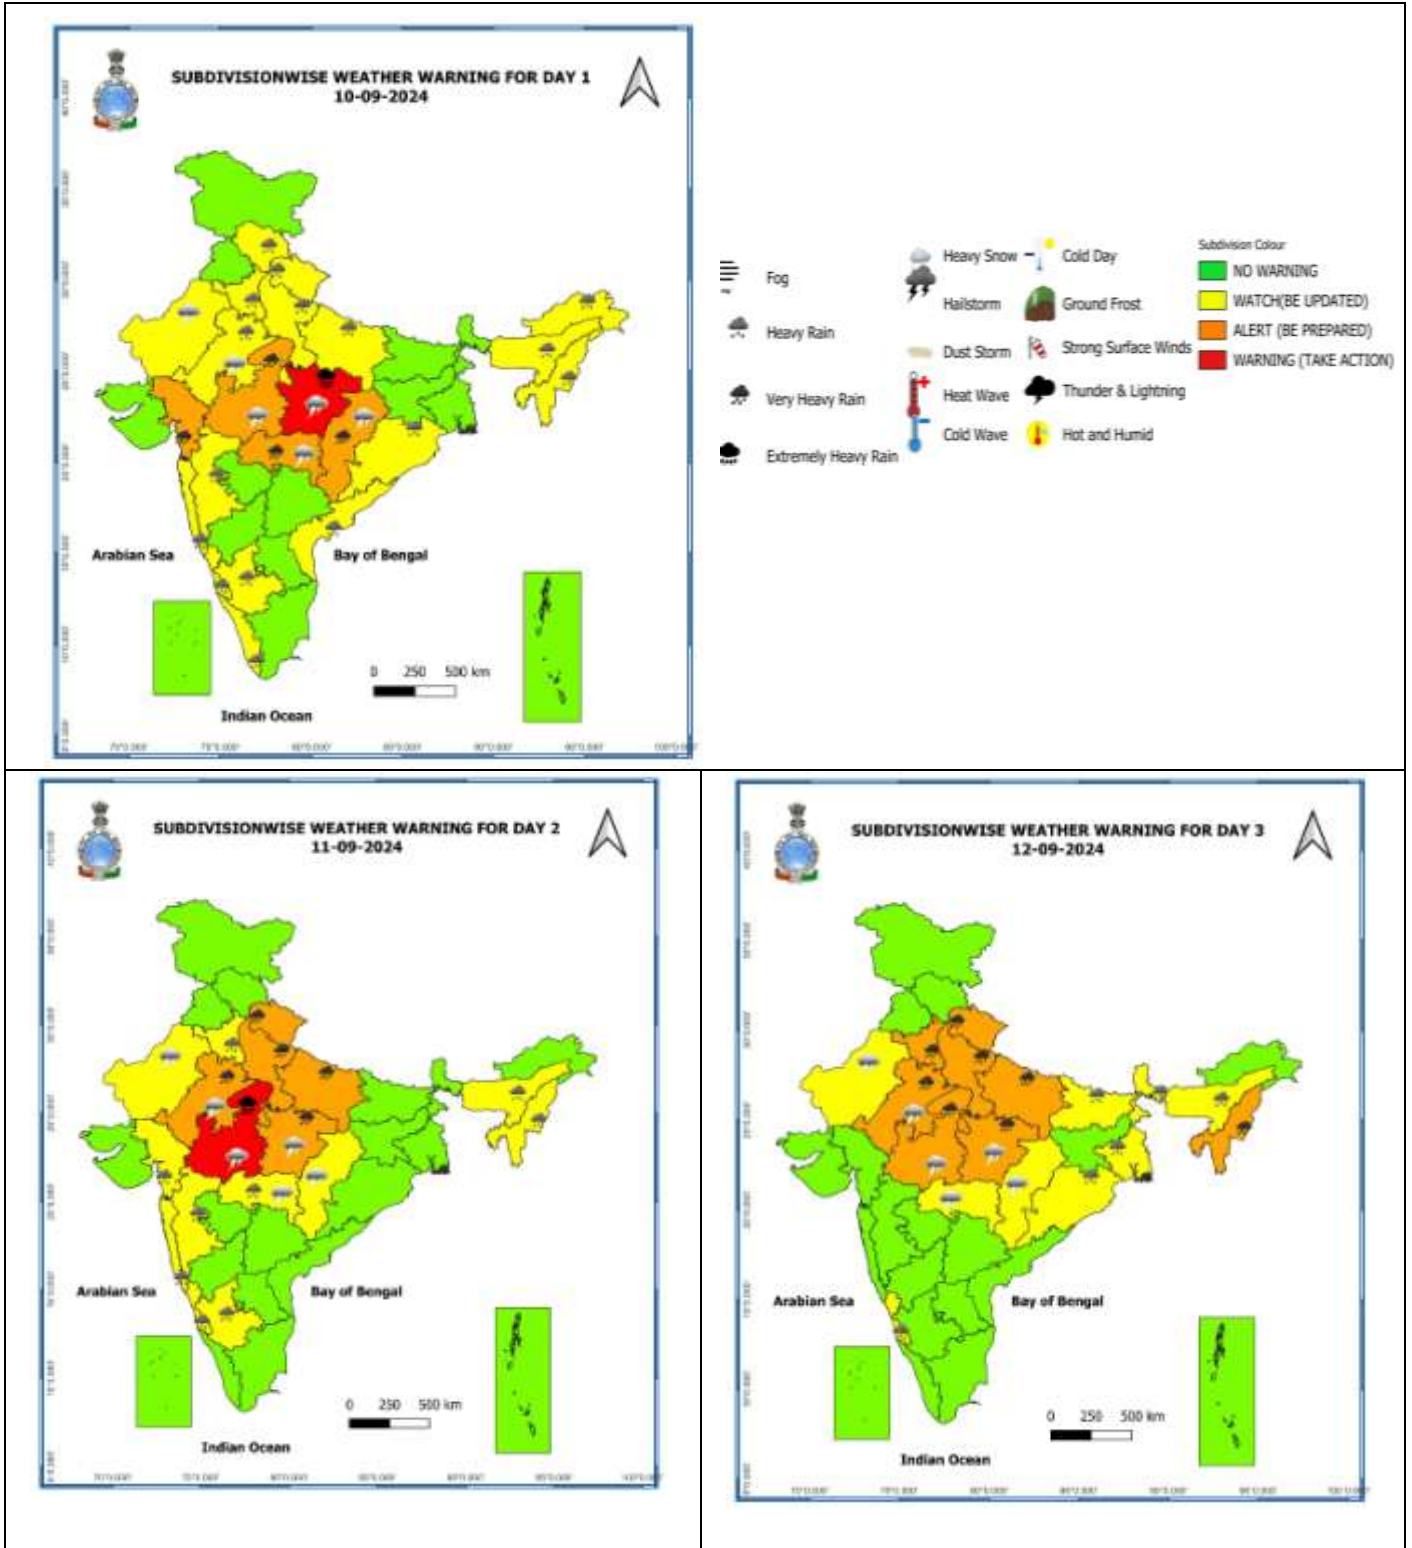 SUBDIVISIONWISE WEATHER WARNING FOR DAY 1
10-09-2024
Arabian Sea
Bay of Bengal
0 250 500 km
Indian Ocean
Fog
Heavy Rain
Very Heavy Rain
Extremely Heavy Rain
Heavy Snow
Hailstorm
Dust Storm
Heat Wave
Cold Wave
Cold Day
Ground Frost
Strong Surface Winds
Thunder & Lightning
Hot and Humid
Subdivision Colour
NO WARNING
WATCH(BE UPDATED)
ALERT (BE PREPARED)
WARNING (TAKE ACTION)
SUBDIVISIONWISE WEATHER WARNING FOR DAY 2
11-09-2024
Arabian Sea
Bay of Bengal
0 250 500 km
Indian Ocean
SUBDIVISIONWISE WEATHER WARNING FOR DAY 3
12-09-2024
Arabian Sea
Bay of Bengal
0 250 500 km
Indian Ocean